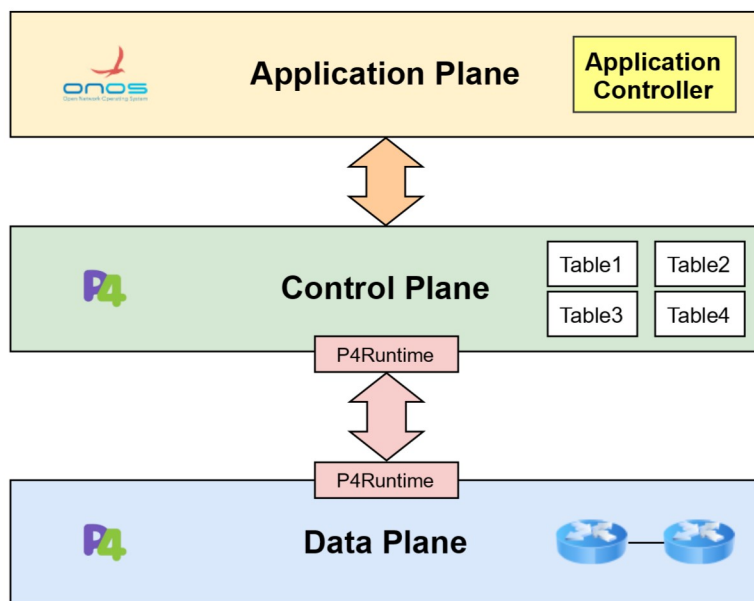 onos
Open Network Operating System
Application Plane
Application
Controller
P4
Control Plane
Table1
Table2
Table3
Table4
P4Runtime
P4Runtime
P4
Data Plane